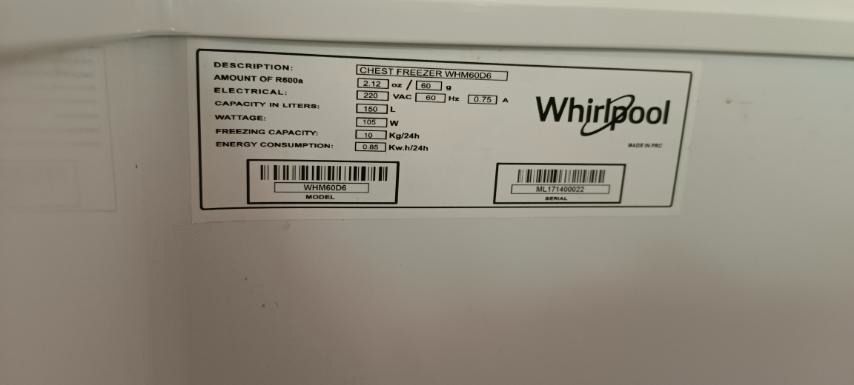 DESCRIPTION: CHEST FREEZER WHM60D6
AMOUNT OF R600a 2.12 oz / 60 g
ELECTRICAL: 220 VAC 60 Hz 0.75 A
CAPACITY IN LITERS: 150 L
WATTAGE: 105 W
FREEZING CAPACITY: 10 Kg/24h
ENERGY CONSUMPTION: 0.85 Kw.h/24h
Whirlpool
MADE IN PRC
WHM60D6
MODEL
ML171400022
SERIAL